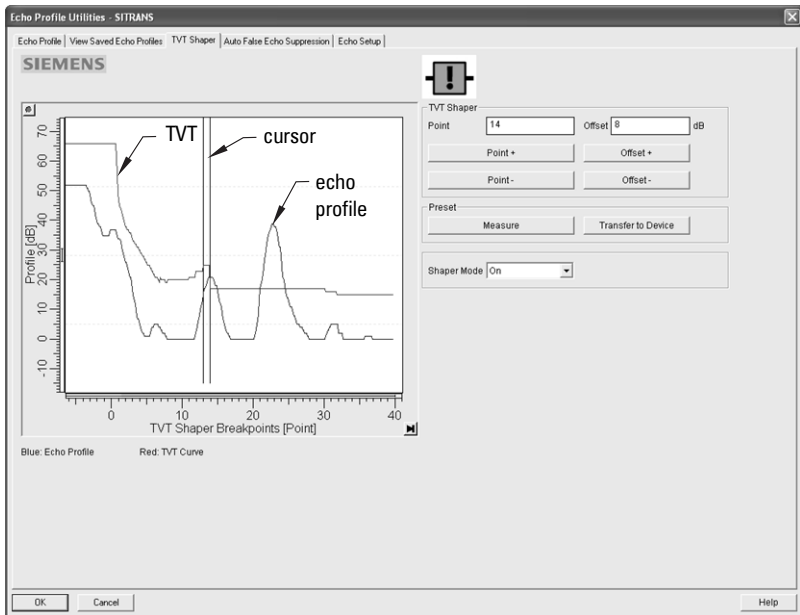 Echo Profile Utilities - SITRANS
Echo Profile View Saved Echo Profiles TVT Shaper Auto False Echo Suppression Echo Setup
SIEMENS
TVT Shaper
Point 14 Offset 8 dB
Point + Offset +
Point - Offset -
Preset
Measure Transfer to Device
Shaper Mode On
TVT
cursor
echo
profile
Profile [dB]
70
60
50
40
30
20
10
0
-10
0 10 20 30 40
TVT Shaper Breakpoints [Point]
Blue: Echo Profile Red: TVT Curve
OK Cancel Help